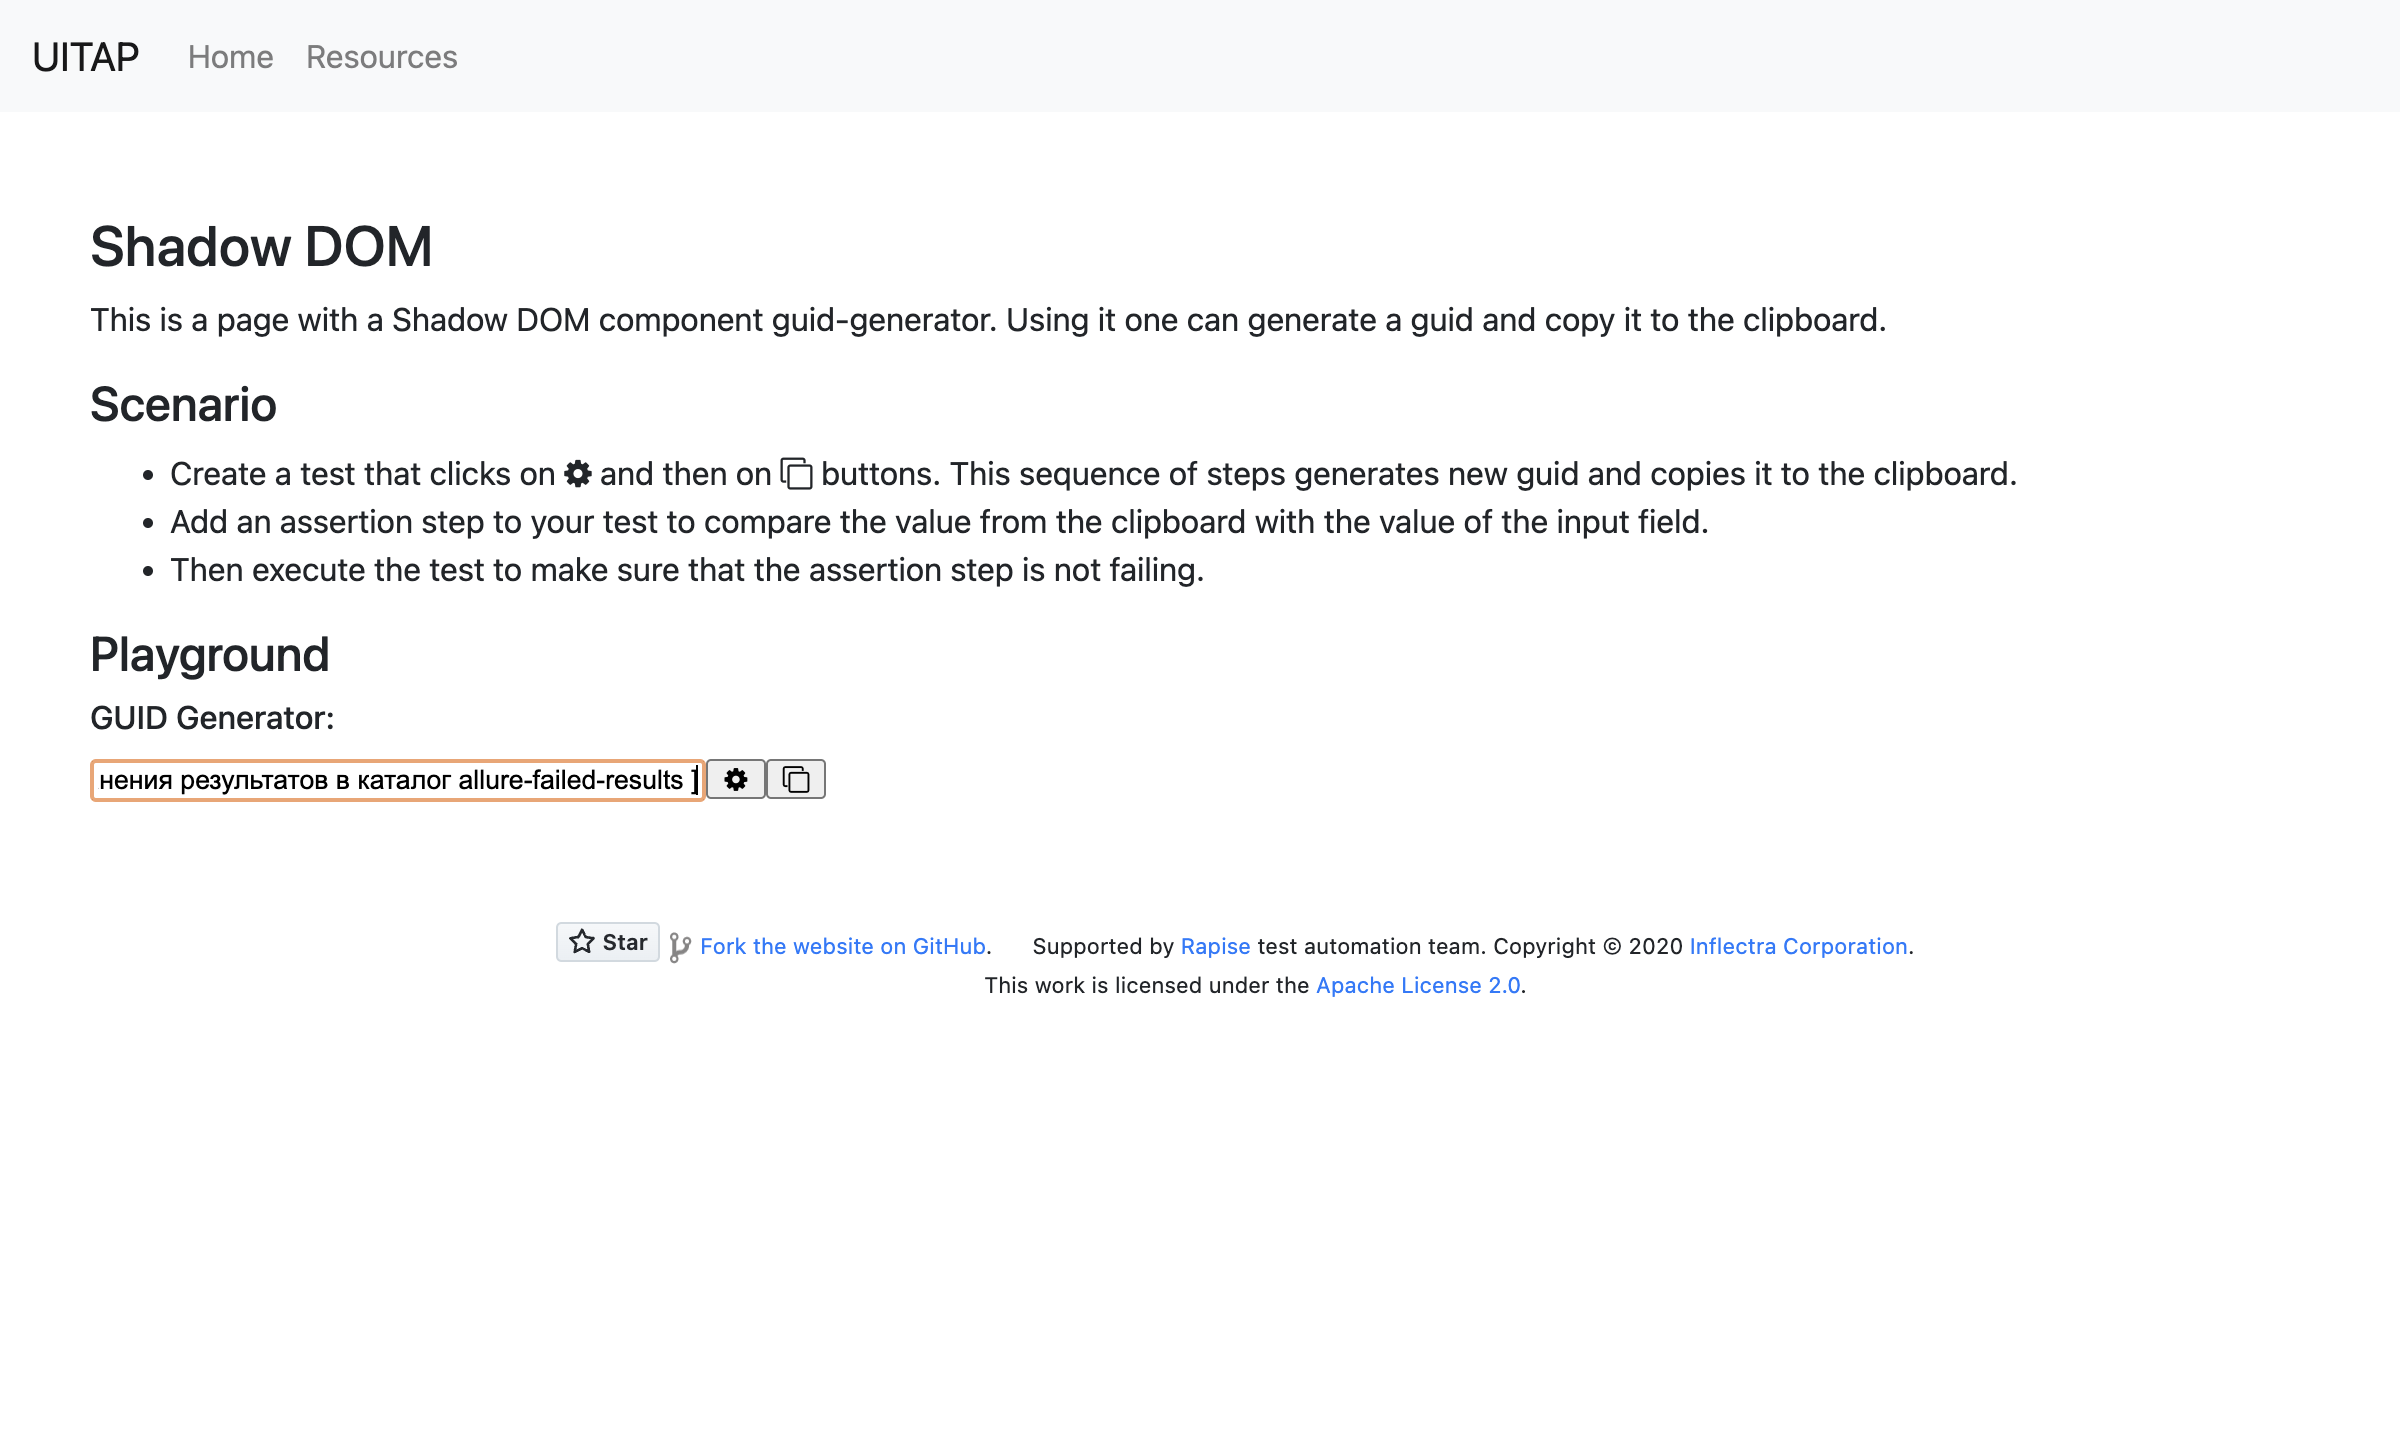 UITAP Home Resources
Shadow DOM
This is a page with a Shadow DOM component guid-generator. Using it one can generate a guid and copy it to the clipboard.
Scenario
• Create a test that clicks on and then on buttons. This sequence of steps generates new guid and copies it to the clipboard.
• Add an assertion step to your test to compare the value from the clipboard with the value of the input field.
• Then execute the test to make sure that the assertion step is not failing.
Playground
GUID Generator:
нения результатов в каталог allure-failed-results ]
Star Fork the website on GitHub. Supported by Rapise test automation team. Copyright © 2020 Inflectra Corporation.
This work is licensed under the Apache License 2.0.